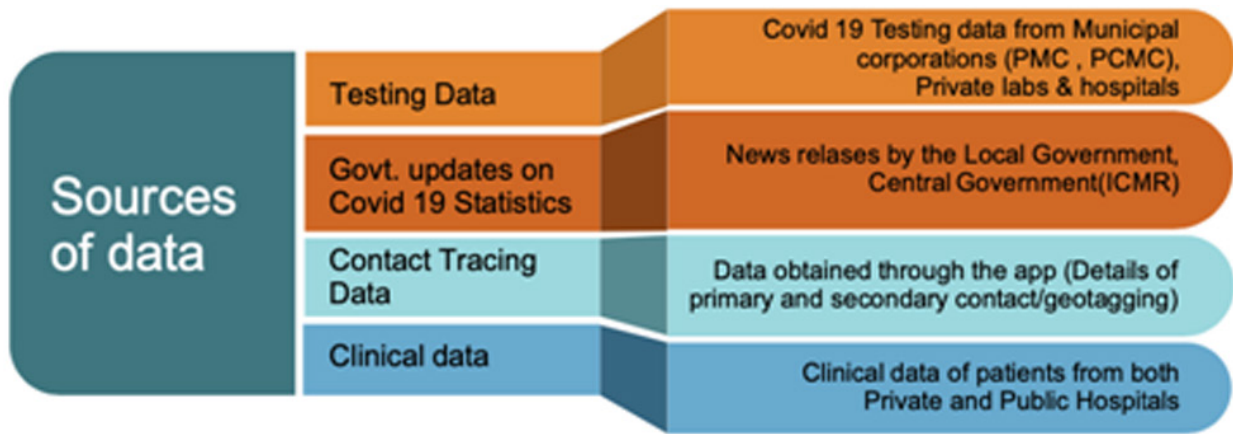 Sources
of data
Testing Data
Covid 19 Testing data from Municipal
corporations (PMC , PCMC),
Private labs & hospitals
Govt. updates on
Covid 19 Statistics
News relases by the Local Government,
Central Government(ICMR)
Contact Tracing
Data
Data obtained through the app (Details of
primary and secondary contact/geotagging)
Clinical data
Clinical data of patients from both
Private and Public Hospitals